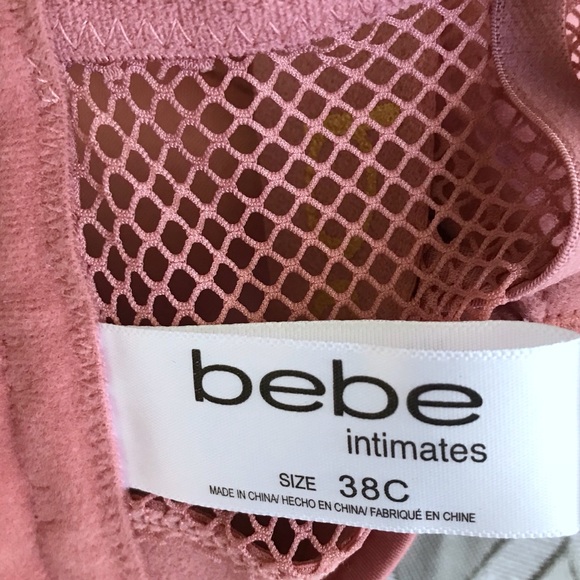 bebe
intimates
SIZE 38C
MADE IN CHINA/ HECHO EN CHINA/ FABRIQUÉ EN CHINE